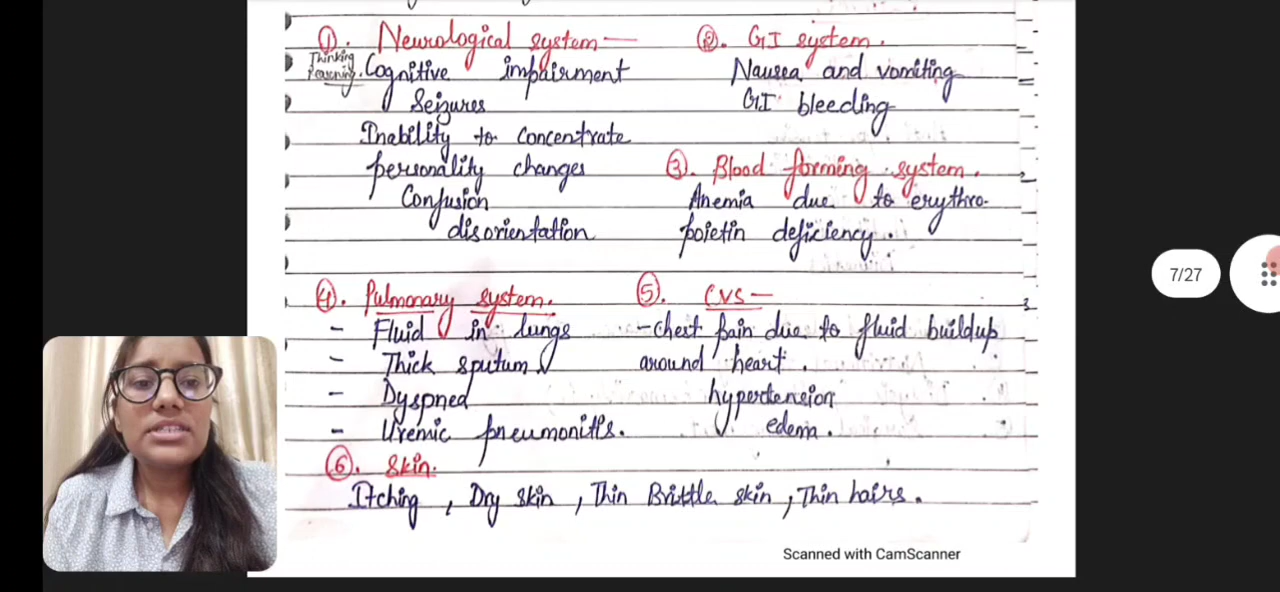 ①. Neurological system—
Thinking
Cognitive impairment
Seizures
Inability to concentrate
personality changes
Confusion
disorientation
②. GI system.
Nausea and vomiting
GI bleeding
③. Blood forming system.
Anemia due to erythro-
poietin deficiency.
④. Pulmonary system.
- Fluid in lungs
- Thick sputum
- Dyspnea
- Uremic pneumonitis.
⑤. CVS—
-chest pain due to fluid buildup
around heart.
hypertension
edema.
⑥. Skin.
Itching, Dry skin, Thin Brittle skin, Thin hairs.
Scanned with CamScanner
7/27